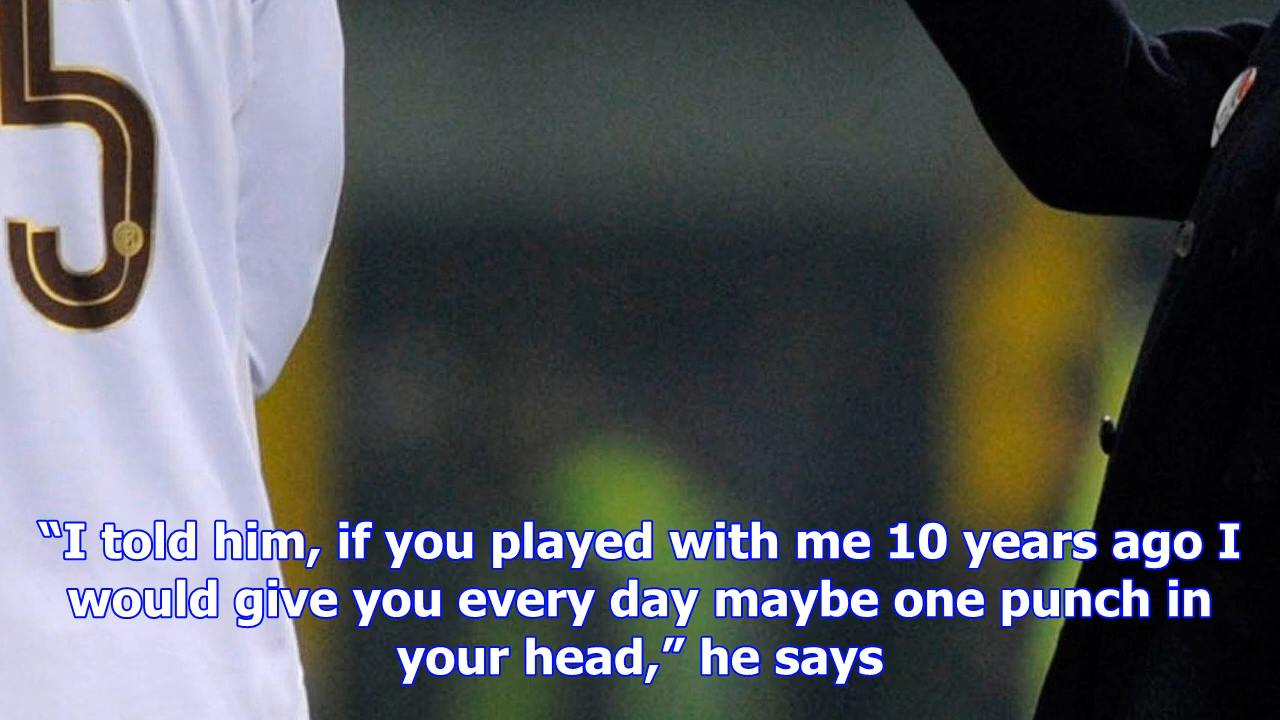 5
“I told him, if you played with me 10 years ago I
would give you every day maybe one punch in
your head,” he says